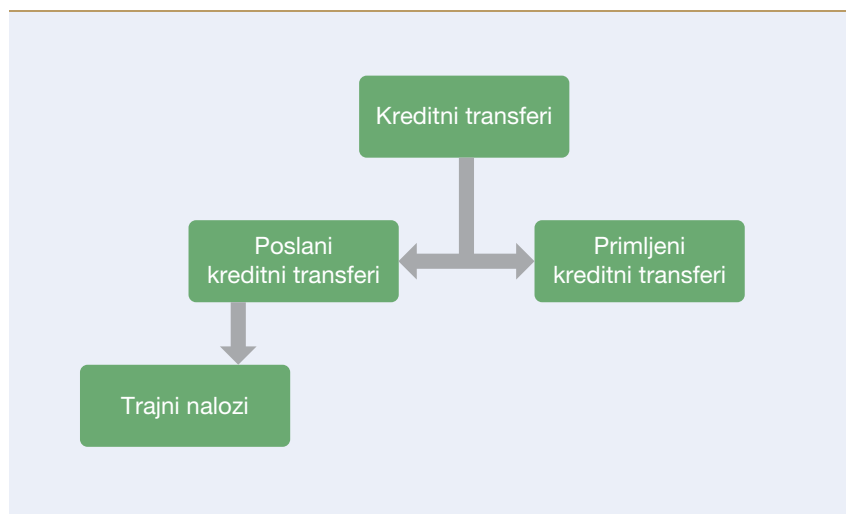 Kreditni transferi
Poslani
kreditni transferi
Primljeni
kreditni transferi
Trajni nalozi